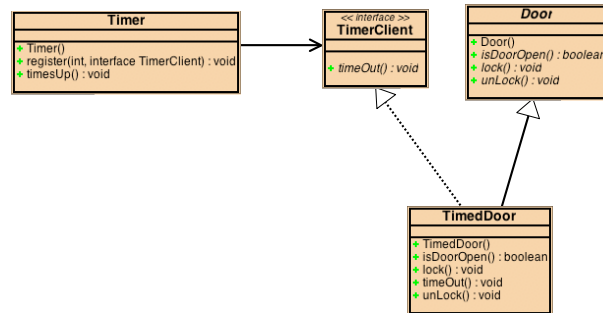 Timer
+ Timer()
+ register(int, interface TimerClient) : void
+ timesUp() : void
<< interface >>
TimerClient
+ timeOut() : void
Door
+ Door()
+ isDoorOpen() : boolean
+ lock() : void
+ unLock() : void
TimedDoor
+ TimedDoor()
+ isDoorOpen() : boolean
+ lock() : void
+ timeOut() : void
+ unLock() : void